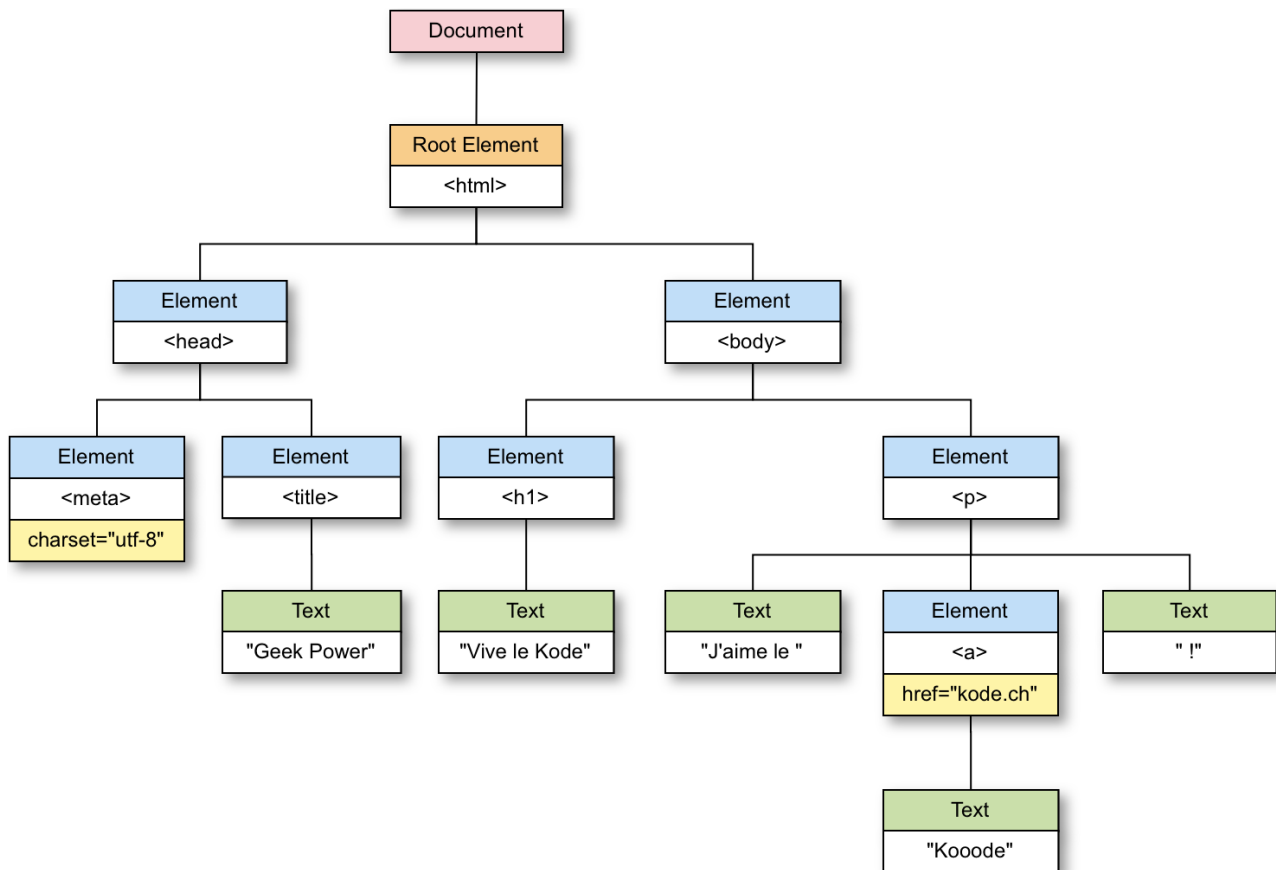 Document
Root Element
<html>
Element
<head>
Element
<body>
Element
<meta>
charset="utf-8"
Element
<title>
Element
<h1>
Element
<p>
Text
"Geek Power"
Text
"Vive le Kode"
Text
"J'aime le "
Element
<a>
href="kode.ch"
Text
" !"
Text
"Kooode"